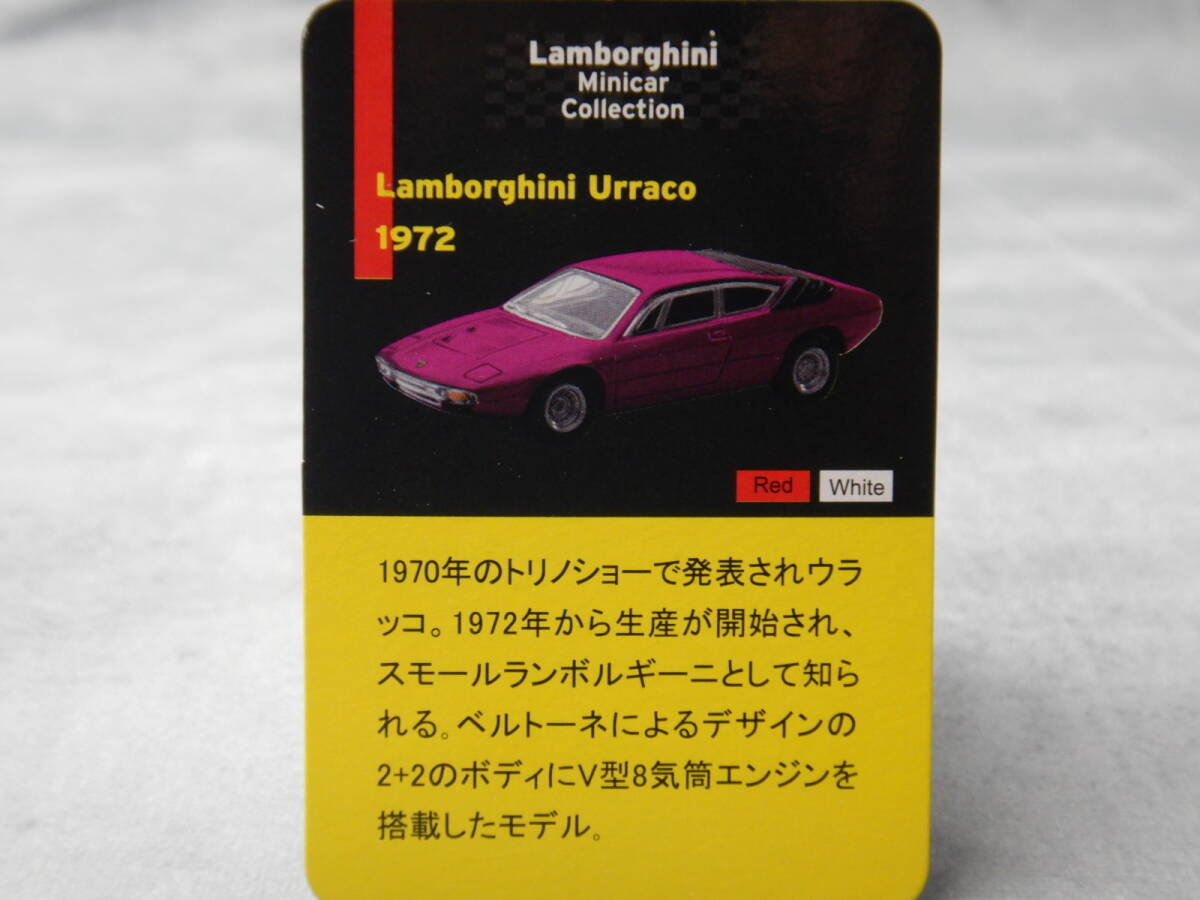 Lamborghini
Minicar
Collection
Lamborghini Urraco
1972
Red
White
1970年のトリノショーで発表されウラ
ッコ。1972年から生産が開始され、
スモールランボルギーニとして知ら
れる。ベルトーネによるデザインの
2+2のボディにV型8気筒エンジンを
搭載したモデル。